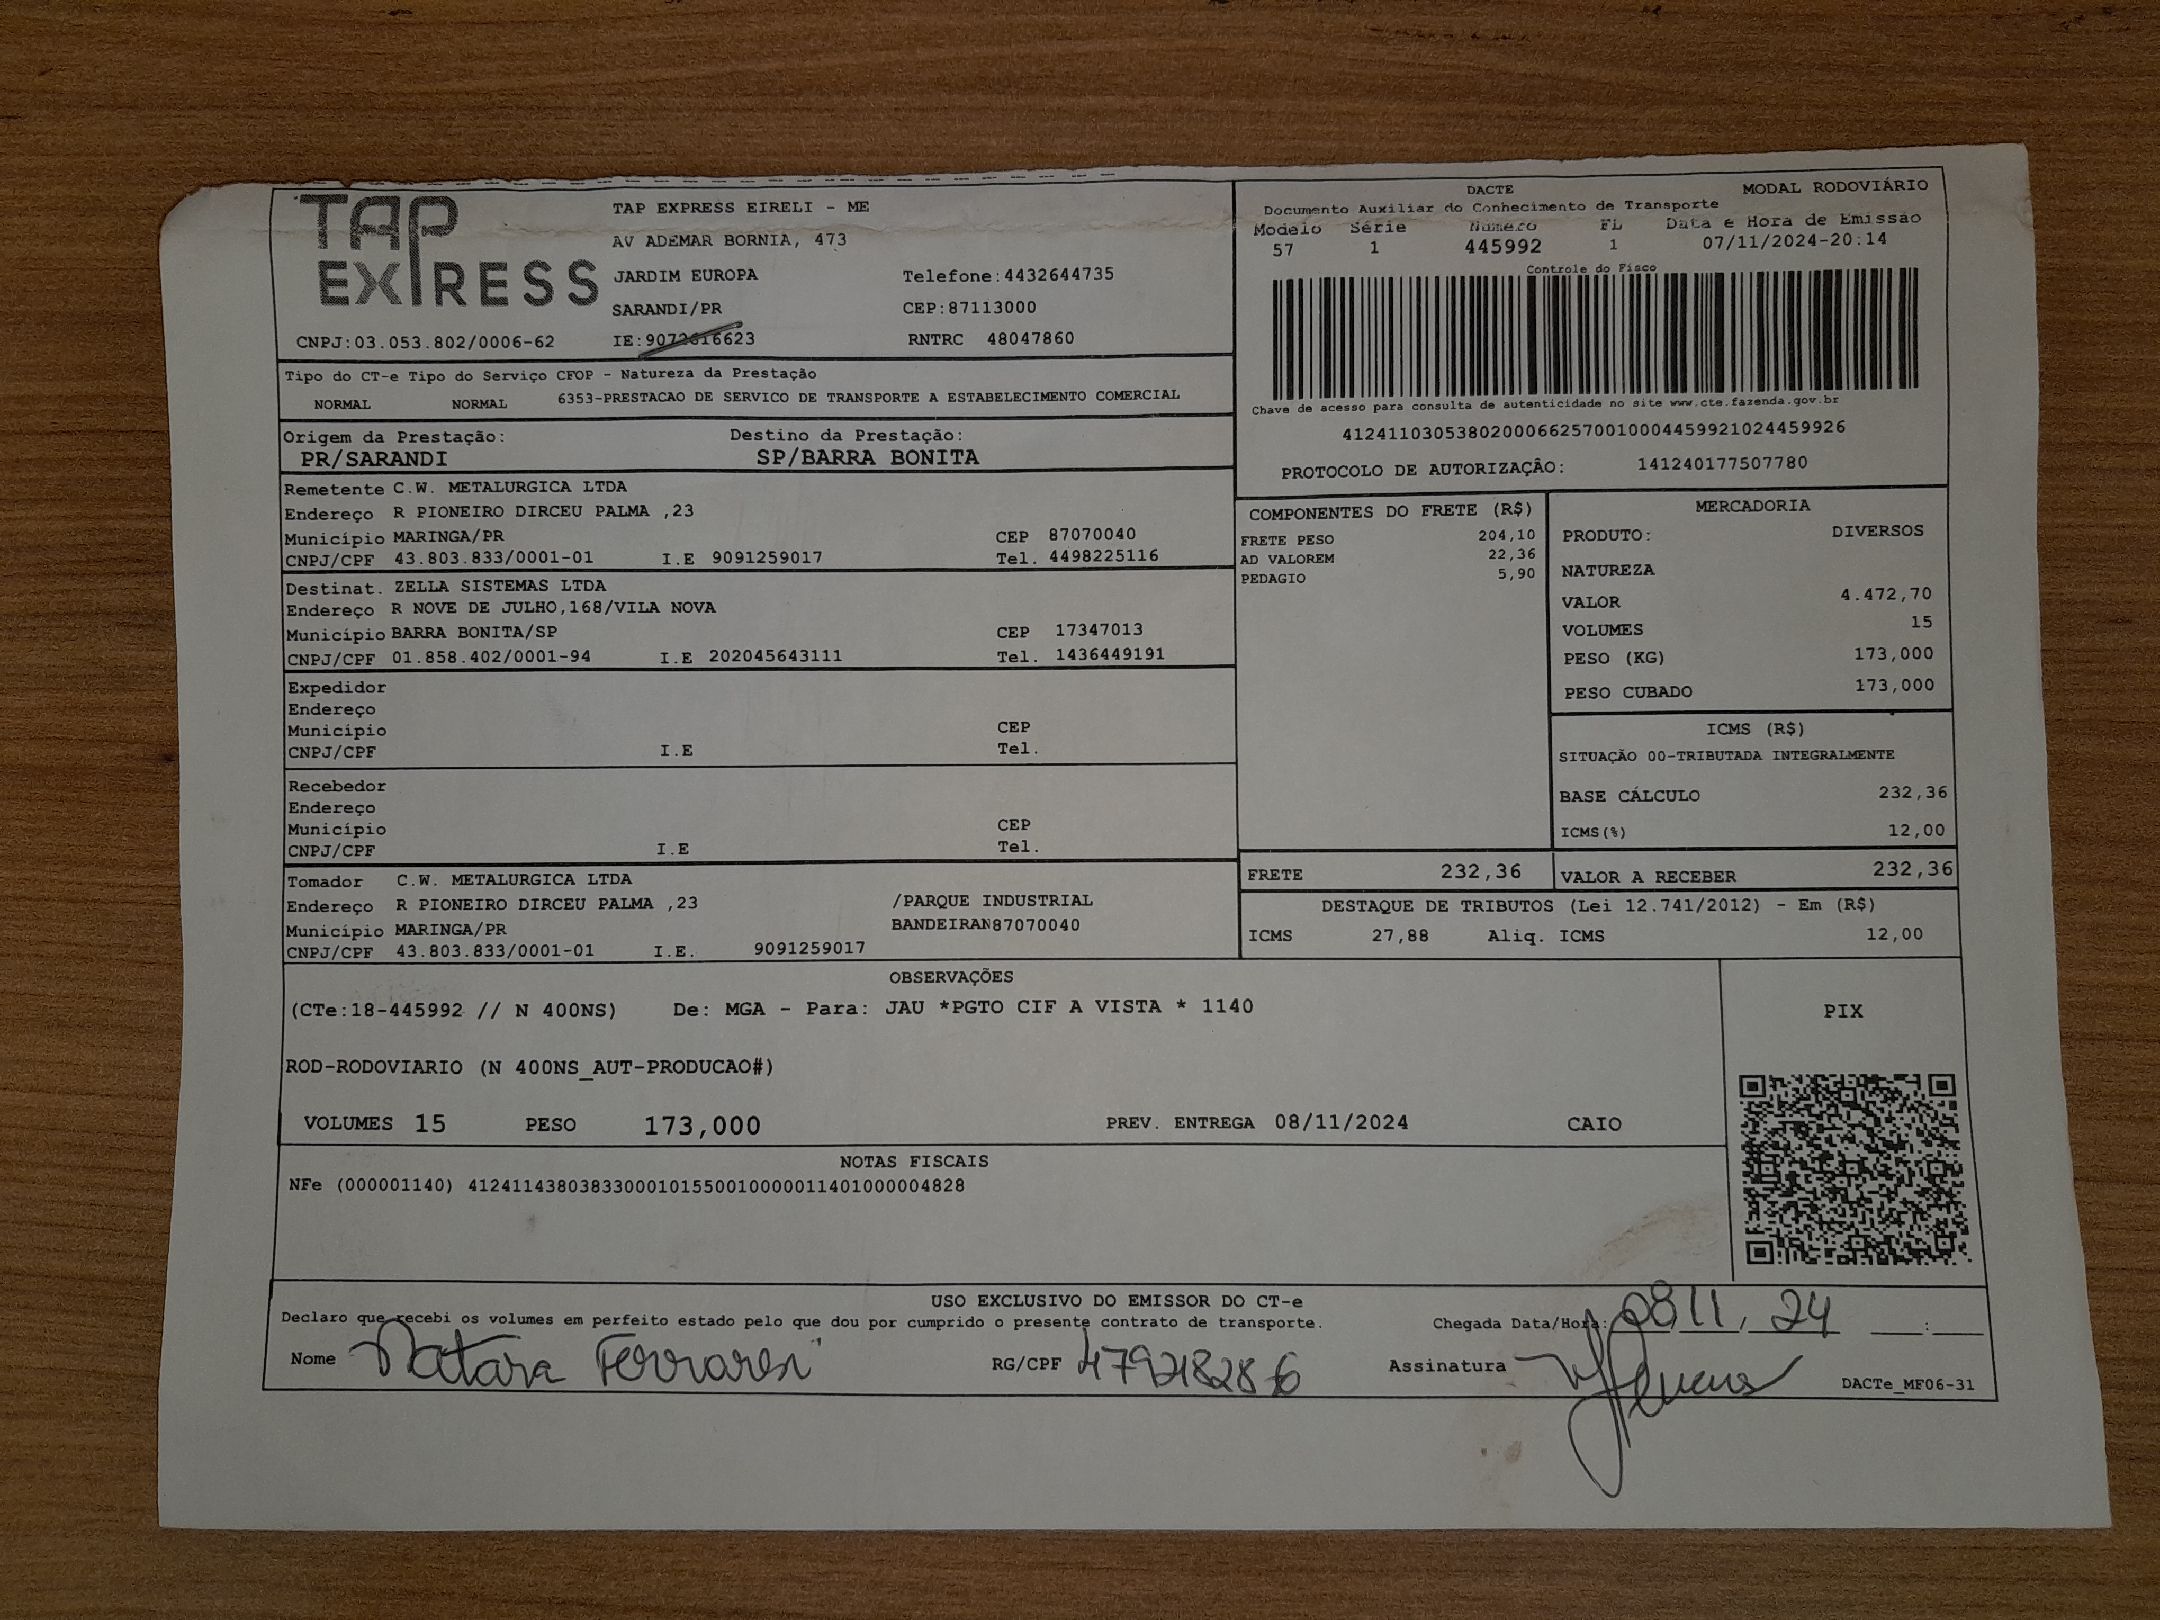 TAP
EXPRESS
TAP EXPRESS EIRELI - ME
AV ADEMAR BORNIA, 473
JARDIM EUROPA Telefone:4432644735
SARANDI/PR CEP:87113000
CNPJ:03.053.802/0006-62 IE:9072616623 RNTRC 48047860
DACTE MODAL RODOVIÁRIO
Documento Auxiliar do Conhecimento de Transporte
Modelo Série Número FL Data e Hora de Emissão
57 1 445992 1 07/11/2024-20:14
Controle do Fisco
Chave de acesso para consulta de autenticidade no site www.cte.fazenda.gov.br
41241103053802000662570010004459921024459926
PROTOCOLO DE AUTORIZAÇÃO: 141240177507780
Tipo do CT-e Tipo do Serviço CFOP - Natureza da Prestação
NORMAL NORMAL 6353-PRESTACAO DE SERVICO DE TRANSPORTE A ESTABELECIMENTO COMERCIAL
Origem da Prestação: Destino da Prestação:
PR/SARANDI SP/BARRA BONITA
Remetente C.W. METALURGICA LTDA
Endereço R PIONEIRO DIRCEU PALMA ,23
Município MARINGA/PR CEP 87070040
CNPJ/CPF 43.803.833/0001-01 I.E 9091259017 Tel. 4498225116
Destinat. ZELLA SISTEMAS LTDA
Endereço R NOVE DE JULHO,168/VILA NOVA
Município BARRA BONITA/SP CEP 17347013
CNPJ/CPF 01.858.402/0001-94 I.E 202045643111 Tel. 1436449191
Expedidor
Endereço
Município CEP
CNPJ/CPF I.E Tel.
Recebedor
Endereço
Município CEP
CNPJ/CPF I.E Tel.
Tomador C.W. METALURGICA LTDA
Endereço R PIONEIRO DIRCEU PALMA ,23 /PARQUE INDUSTRIAL
Município MARINGA/PR BANDEIRAN87070040
CNPJ/CPF 43.803.833/0001-01 I.E. 9091259017
COMPONENTES DO FRETE (R$)
FRETE PESO 204,10
AD VALOREM 22,36
PEDAGIO 5,90
MERCADORIA
PRODUTO: DIVERSOS
NATUREZA
VALOR 4.472,70
VOLUMES 15
PESO (KG) 173,000
PESO CUBADO 173,000
ICMS (R$)
SITUAÇÃO 00-TRIBUTADA INTEGRALMENTE
BASE CÁLCULO 232,36
ICMS(%) 12,00
FRETE 232,36 VALOR A RECEBER 232,36
DESTAQUE DE TRIBUTOS (Lei 12.741/2012) - Em (R$)
ICMS 27,88 Aliq. ICMS 12,00
OBSERVAÇÕES
(CTe:18-445992 // N 400NS) De: MGA - Para: JAU *PGTO CIF A VISTA * 1140
ROD-RODOVIARIO (N 400NS_AUT-PRODUCAO#)
VOLUMES 15 PESO 173,000 PREV. ENTREGA 08/11/2024 CAIO
PIX
NOTAS FISCAIS
NFe (000001140) 41241143803833000101550010000011401000004828
USO EXCLUSIVO DO EMISSOR DO CT-e
Declaro que recebi os volumes em perfeito estado pelo que dou por cumprido o presente contrato de transporte. Chegada Data/Hora: 08/11/24 :
Nome RG/CPF Assinatura
DACTe_MF06-31